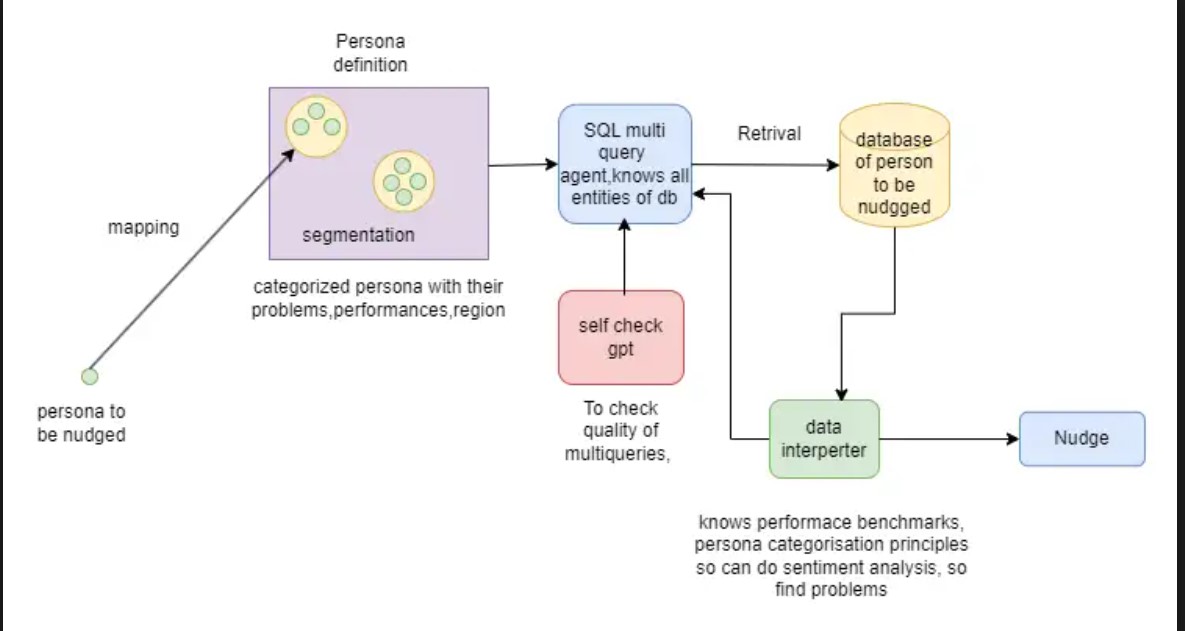 Persona
definition
mapping
segmentation
categorized persona with their
problems,performances,region
persona to
be nudged
SQL multi
query
agent,knows all
entities of db
Retrival
database
of person
to be
nudgged
self check
gpt
To check
quality of
multiqueries,
data
interperter
Nudge
knows performace benchmarks,
persona categorisation principles
so can do sentiment analysis, so
find problems